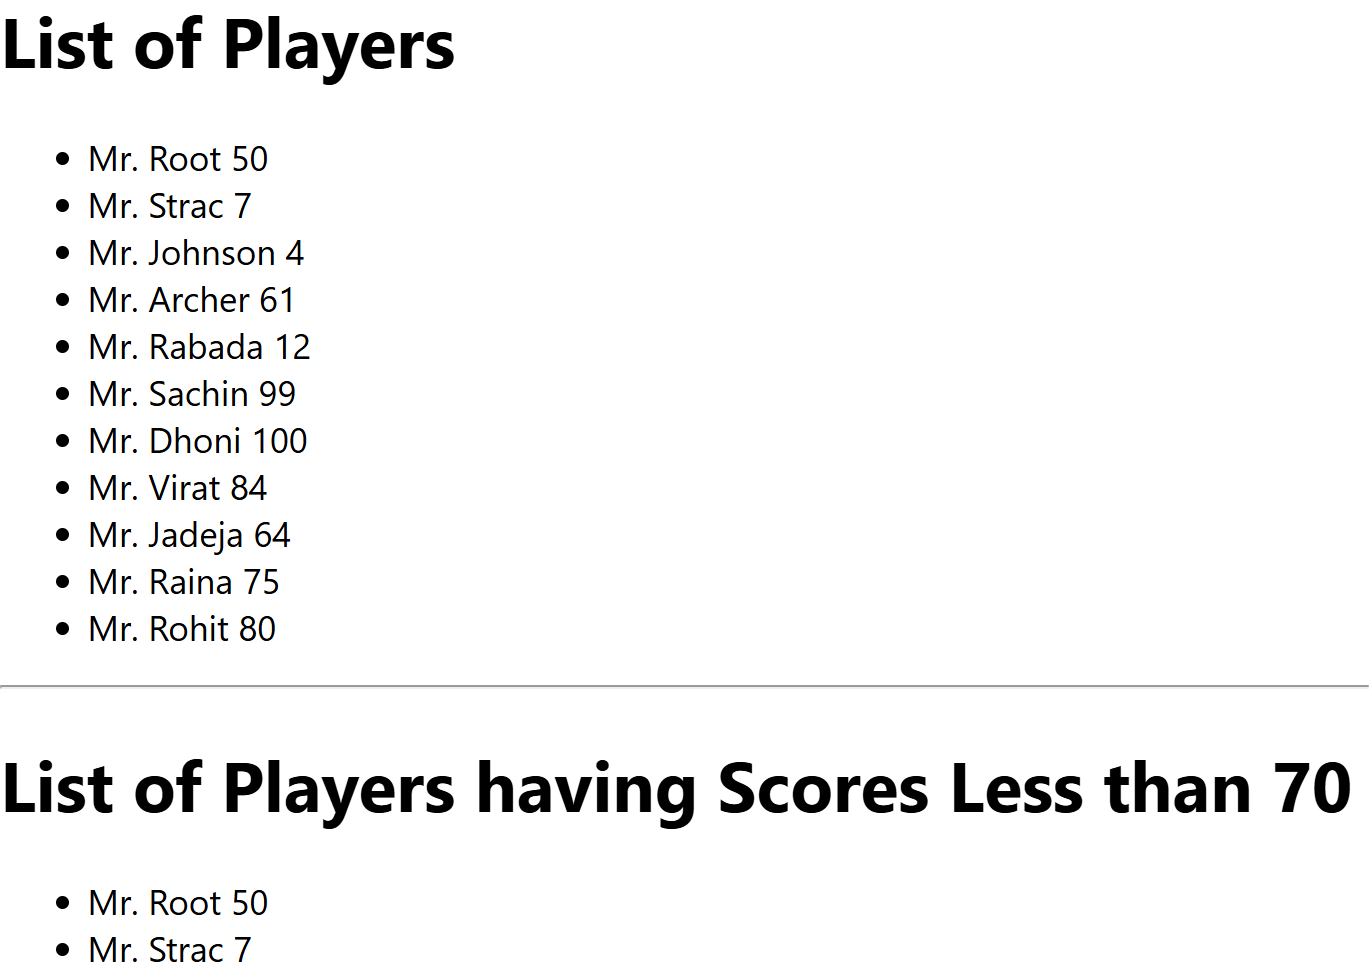 List of Players
Mr. Root 50
Mr. Strac 7
Mr. Johnson 4
Mr. Archer 61
Mr. Rabada 12
Mr. Sachin 99
Mr. Dhoni 100
Mr. Virat 84
Mr. Jadeja 64
Mr. Raina 75
Mr. Rohit 80
List of Players having Scores Less than 70
Mr. Root 50
Mr. Strac 7